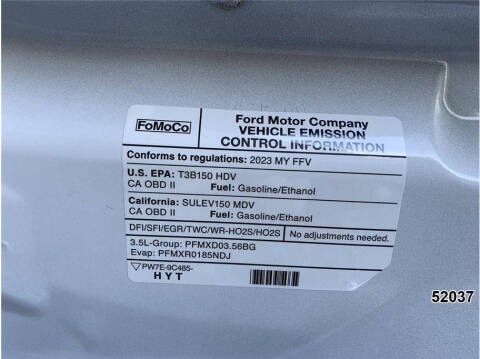 FoMoCo
Ford Motor Company
VEHICLE EMISSION
CONTROL INFORMATION
Conforms to regulations: 2023 MY FFV
U.S. EPA: T3B150 HDV
CA OBD II Fuel: Gasoline/Ethanol
California: SULEV150 MDV
CA OBD II Fuel: Gasoline/Ethanol
DFI/SFI/EGR/TWC/WR-HO2S/HO2S No adjustments needed.
3.5L-Group: PFMXD03.56BG
Evap: PFMXR0185NDJ
PW7E-9C485-
HYT
52037